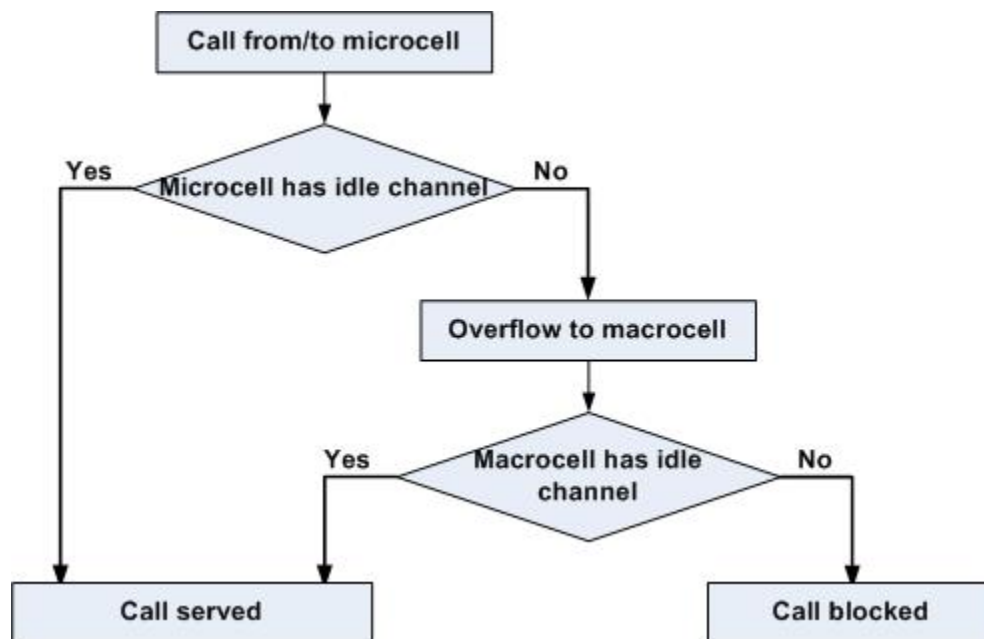 Call from/to microcell
Yes
Microcell has idle channel
No
Overflow to macrocell
Yes
Macrocell has idle
channel
No
Call served
Call blocked